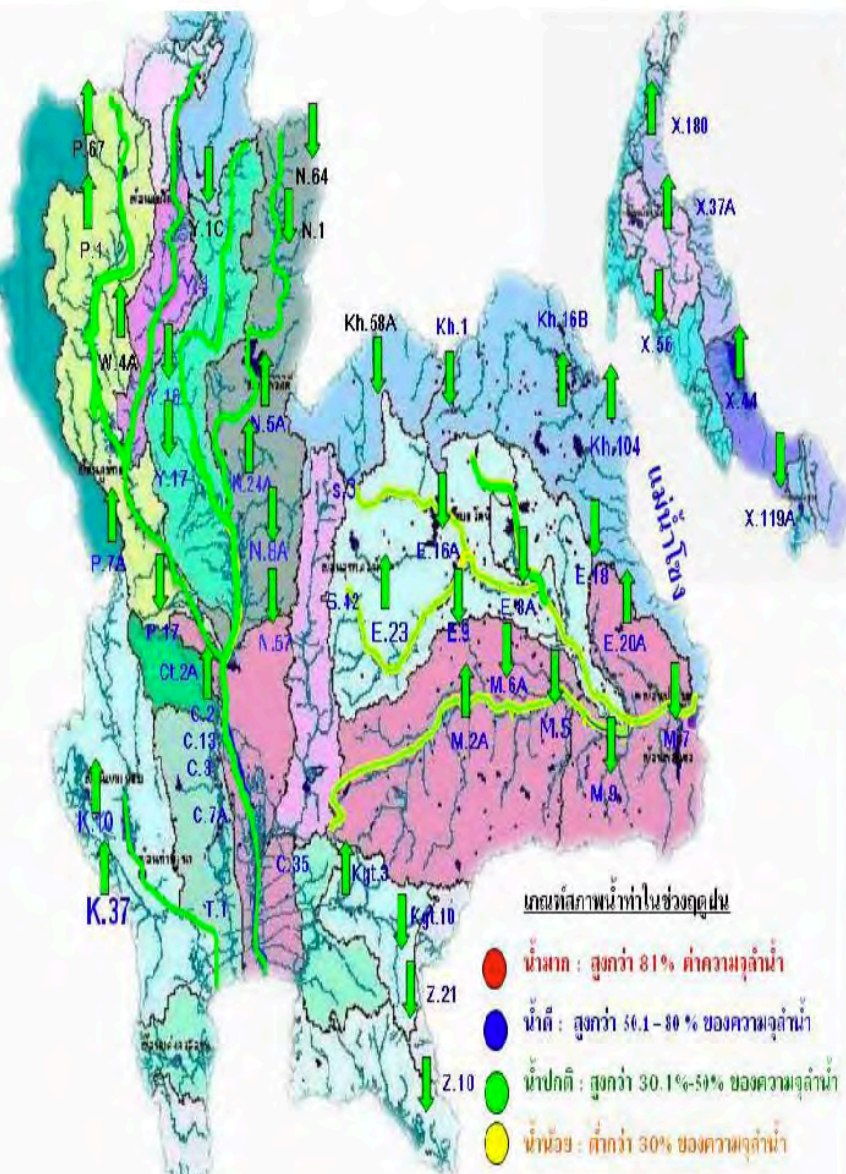 P.67
N.64
X.180
P.1
Y.1C
N.1
X.37A
W.4A
Kh.58A
Kh.1
Kh.16B
X.56
Y.16
N.5A
X.44
Y.17
N.24A
S.3
Kh.104
แม่น้ำโขง
X.119A
P.7A
N.8A
E.16A
E.18
P.17
N.67
S.42
E.23
E.9
E.8A
E.20A
Ct.2A
M.6A
C.2
C.13
M.2A
M.5
M.7
C.3
M.9
K.10
C.7A
C.35
Kgt.3
K.37
T.1
Kgt.10
เกณฑ์สภาพน้ำท่าในช่วงฤดูฝน
น้ำมาก : สูงกว่า 81% ค่าความจุลำน้ำ
Z.21
น้ำดี : สูงกว่า 50.1-80 % ของความจุลำน้ำ
Z.10
น้ำปกติ : สูงกว่า 30.1%-50% ของความจุลำน้ำ
น้ำน้อย : ต่ำกว่า 30% ของความจุลำน้ำ